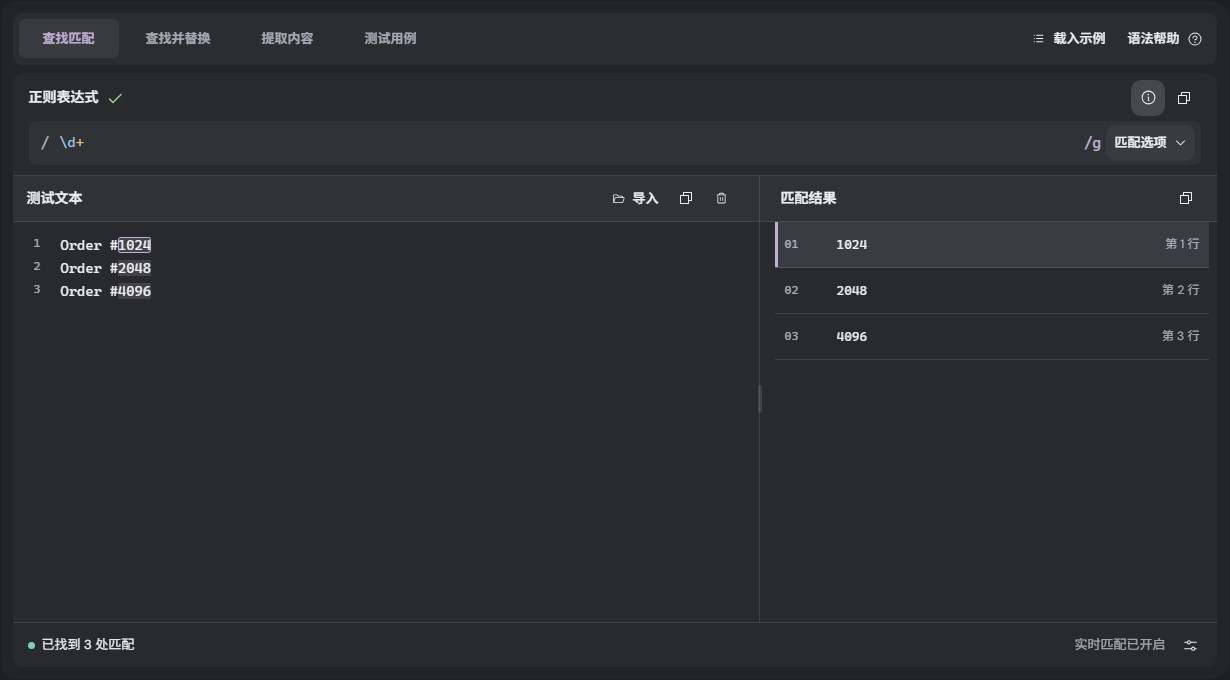 查找匹配 查找并替换 提取内容 测试用例 载入示例 语法帮助
正则表达式
/ \d+ /g 匹配选项
测试文本 导入 匹配结果
1 Order #1024
2 Order #2048
3 Order #4096
01 1024 第 1 行
02 2048 第 2 行
03 4096 第 3 行
已找到 3 处匹配 实时匹配已开启